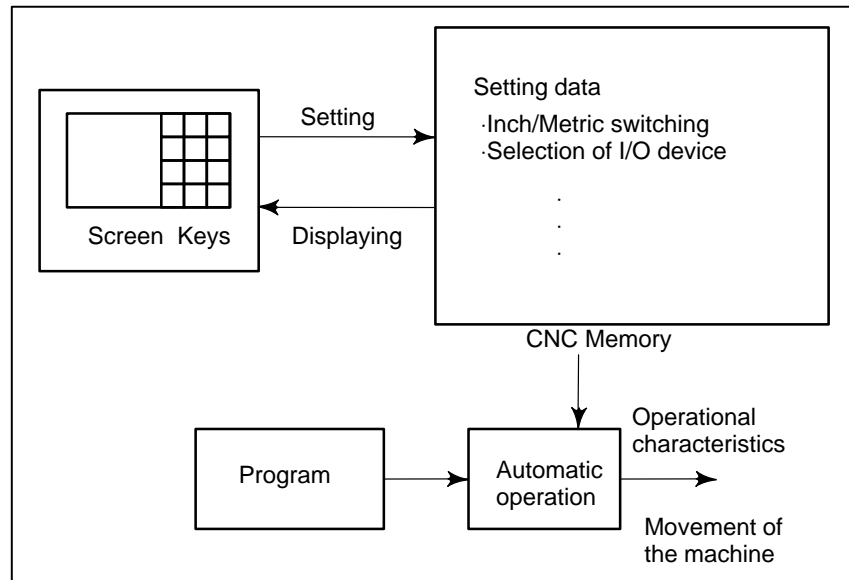 Setting
Displaying
Screen Keys
Setting data
·Inch/Metric switching
·Selection of I/O device
.
.
.
CNC Memory
Program
Automatic
operation
Operational
characteristics
Movement of
the machine